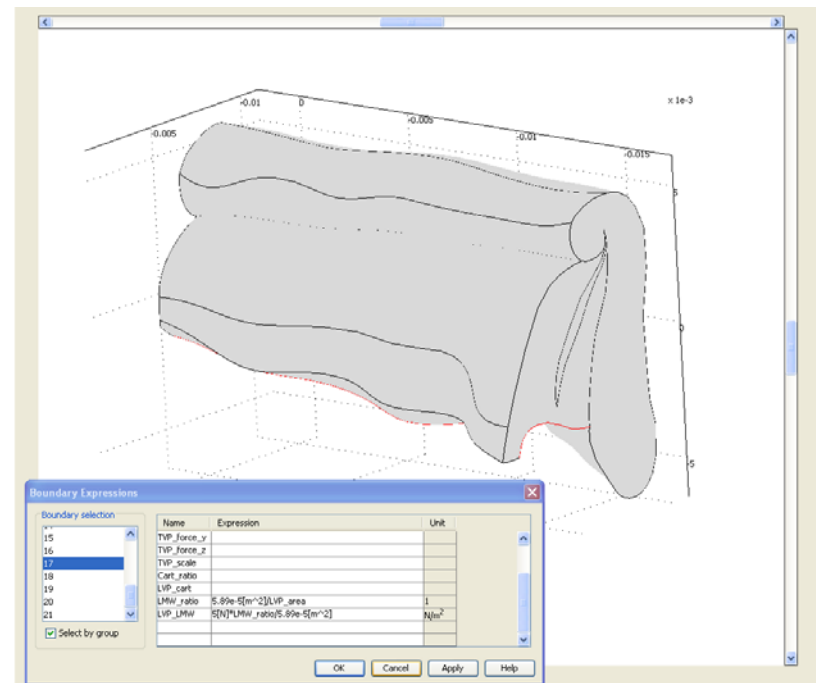 -0.01 0
x 1e-3
-0.005
-0.005
-0.01
-0.015
5
0
-5
Boundary Expressions
Boundary selection
15
16
17
18
19
20
21
Select by group
Name Expression Unit
TVP_force_y
TVP_force_z
TVP_scale
Cart_ratio
LVP_cart
LMW_ratio 5.89e-5[m^2]/LVP_area 1
LVP_LMW 5[N]*LMW_ratio/5.89e-5[m^2] N/m²
OK Cancel Apply Help